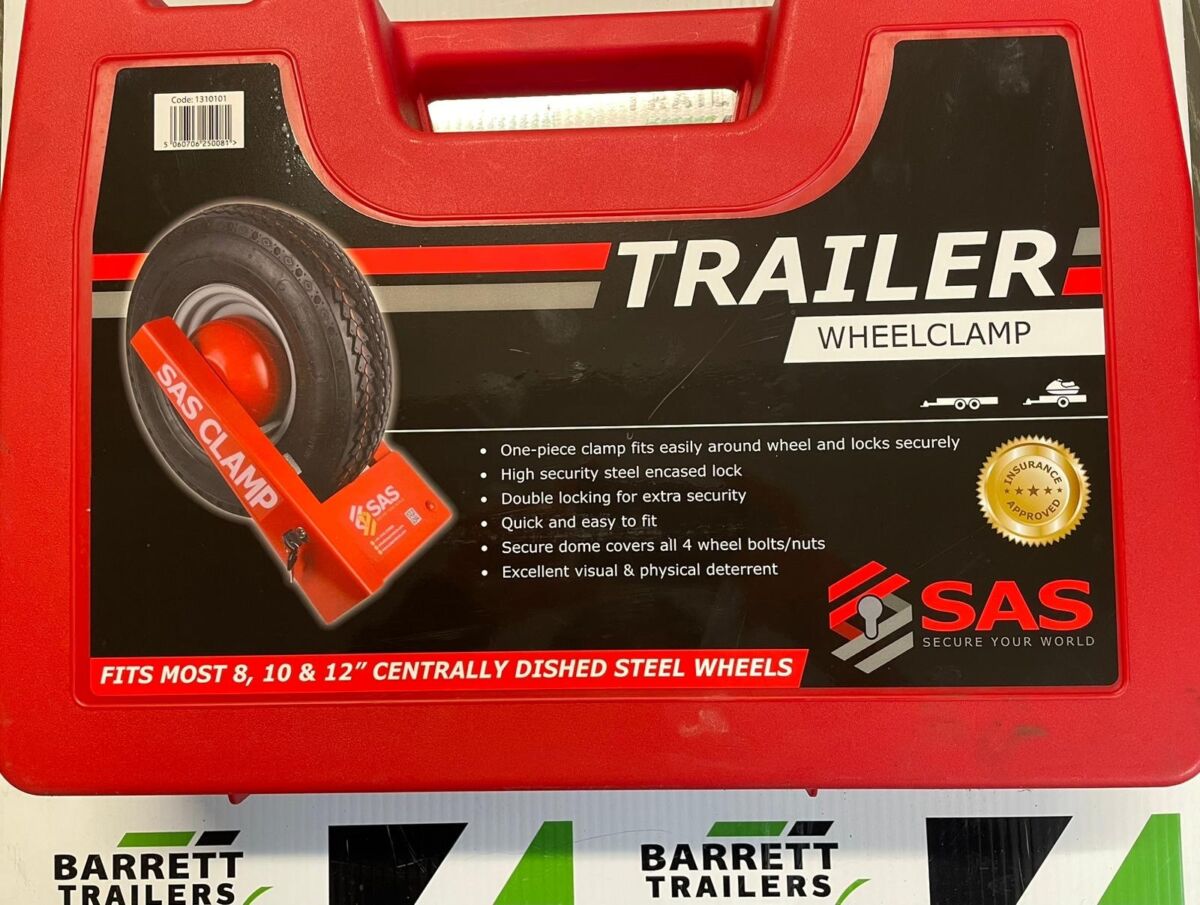 Code: 1310101
5 060706 250081 >
TRAILER
WHEELCLAMP
SAS CLAMP
SAS
• One-piece clamp fits easily around wheel and locks securely
• High security steel encased lock
• Double locking for extra security
• Quick and easy to fit
• Secure dome covers all 4 wheel bolts/nuts
• Excellent visual & physical deterrent
INSURANCE
APPROVED
SAS
SECURE YOUR WORLD
FITS MOST 8, 10 & 12” CENTRALLY DISHED STEEL WHEELS
BARRETT
TRAILERS
BARRETT
TRAILERS